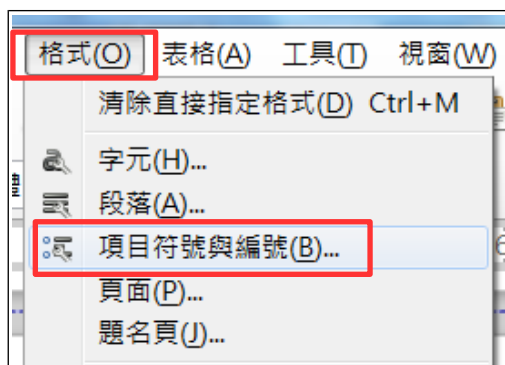 格式(O) 表格(A) 工具(T) 視窗(W)
清除直接指定格式(D) Ctrl+M
字元(H)...
段落(A)...
項目符號與編號(B)...
頁面(P)...
題名頁(J)...